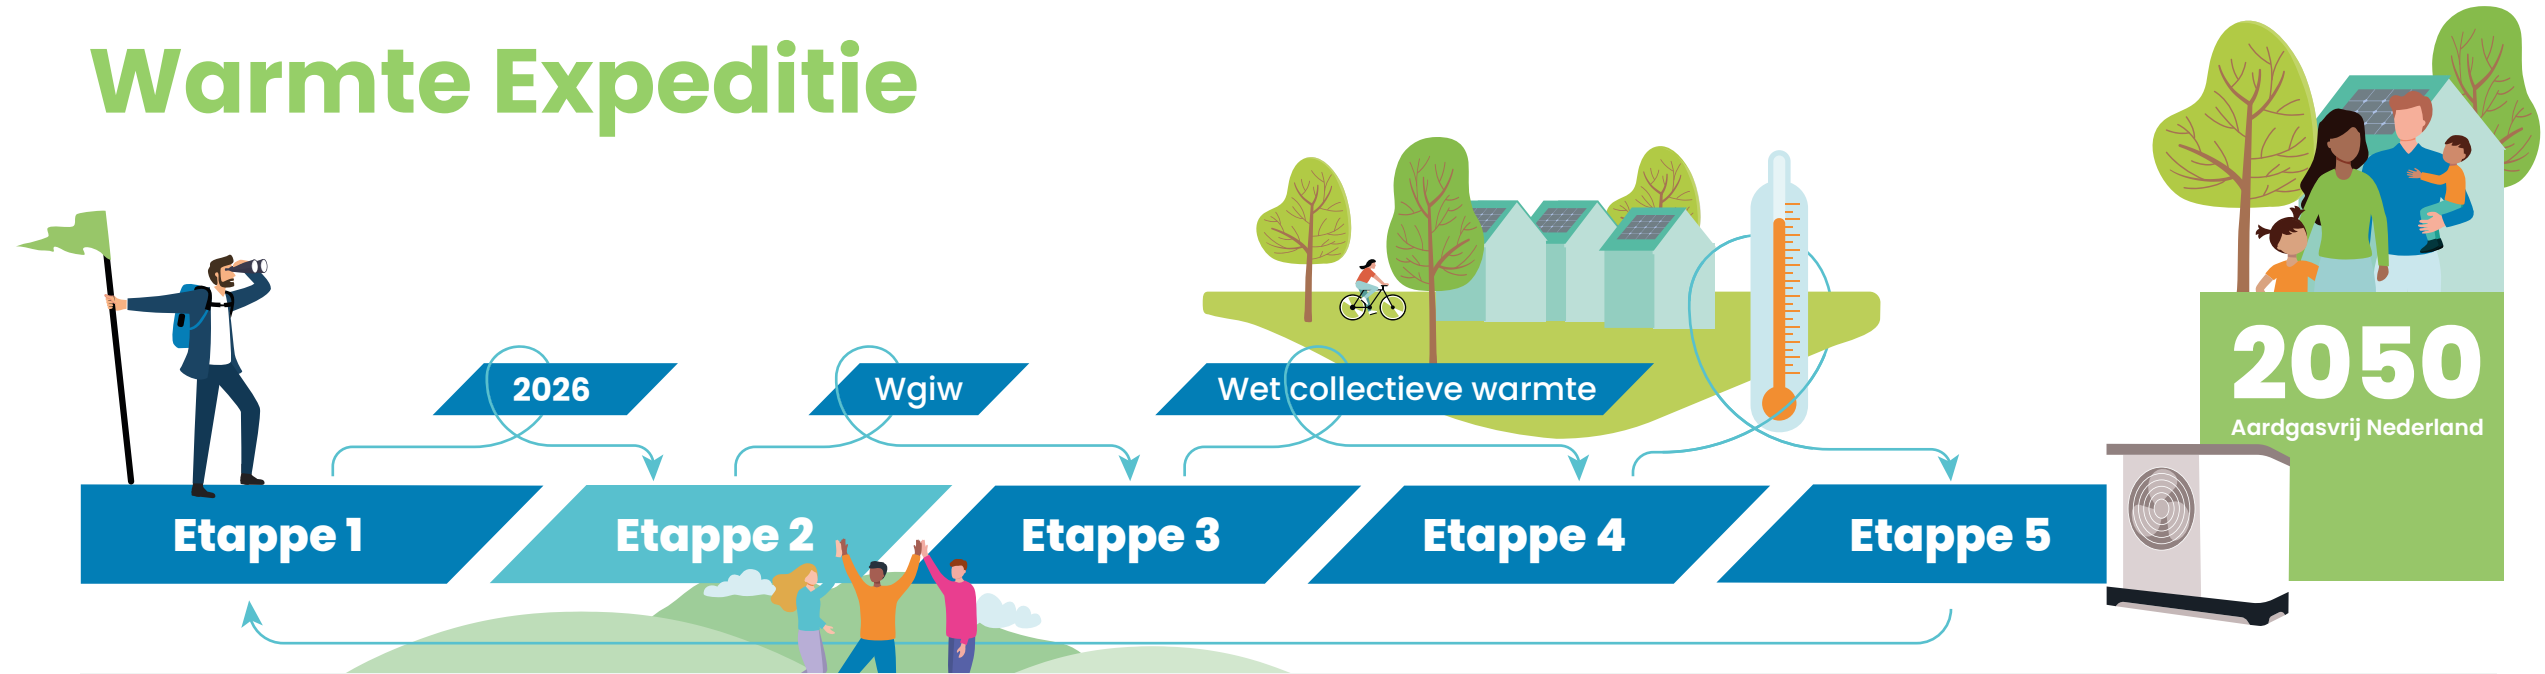 Warmte Expeditie
2026
Wgiw
Wet collectieve warmte
2050
Aardgasvrij Nederland
Etappe 1
Etappe 2
Etappe 3
Etappe 4
Etappe 5